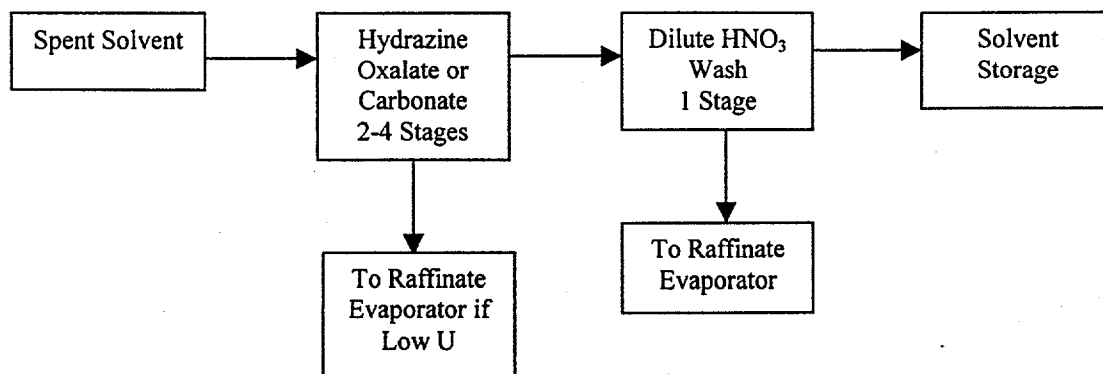 Spent Solvent
Hydrazine
Oxalate or
Carbonate
2-4 Stages
Dilute HNO₃
Wash
1 Stage
Solvent
Storage
To Raffinate
Evaporator if
Low U
To Raffinate
Evaporator